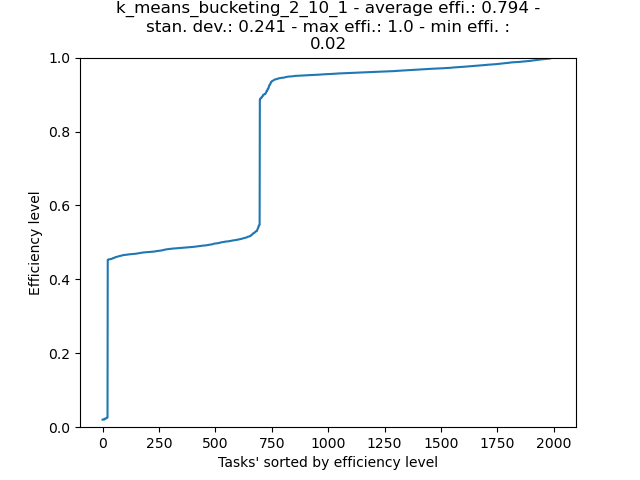 k_means_bucketing_2_10_1 - average effi.: 0.794 -
stan. dev.: 0.241 - max effi.: 1.0 - min effi. :
0.02
1.0
0.8
0.6
0.4
0.2
0.0
Efficiency level
0 250 500 750 1000 1250 1500 1750 2000
Tasks' sorted by efficiency level